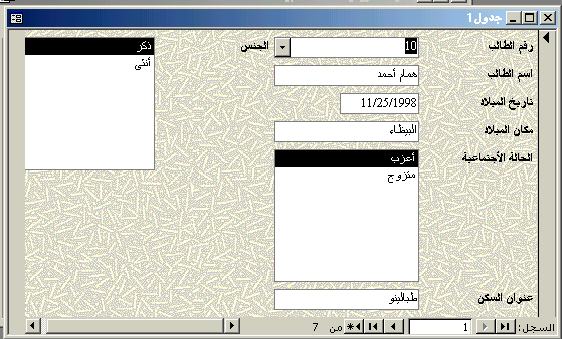 جدول1
رقم الطالب 10 الجنس
ذكر
أنثى
اسم الطالب همام أحمد
تاريخ الميلاد 11/25/1998
مكان الميلاد البيظاء
الحالة الأجتماعية أعزب
متزوج
عنوان السكن طبالينو
السجل: 1 من 7